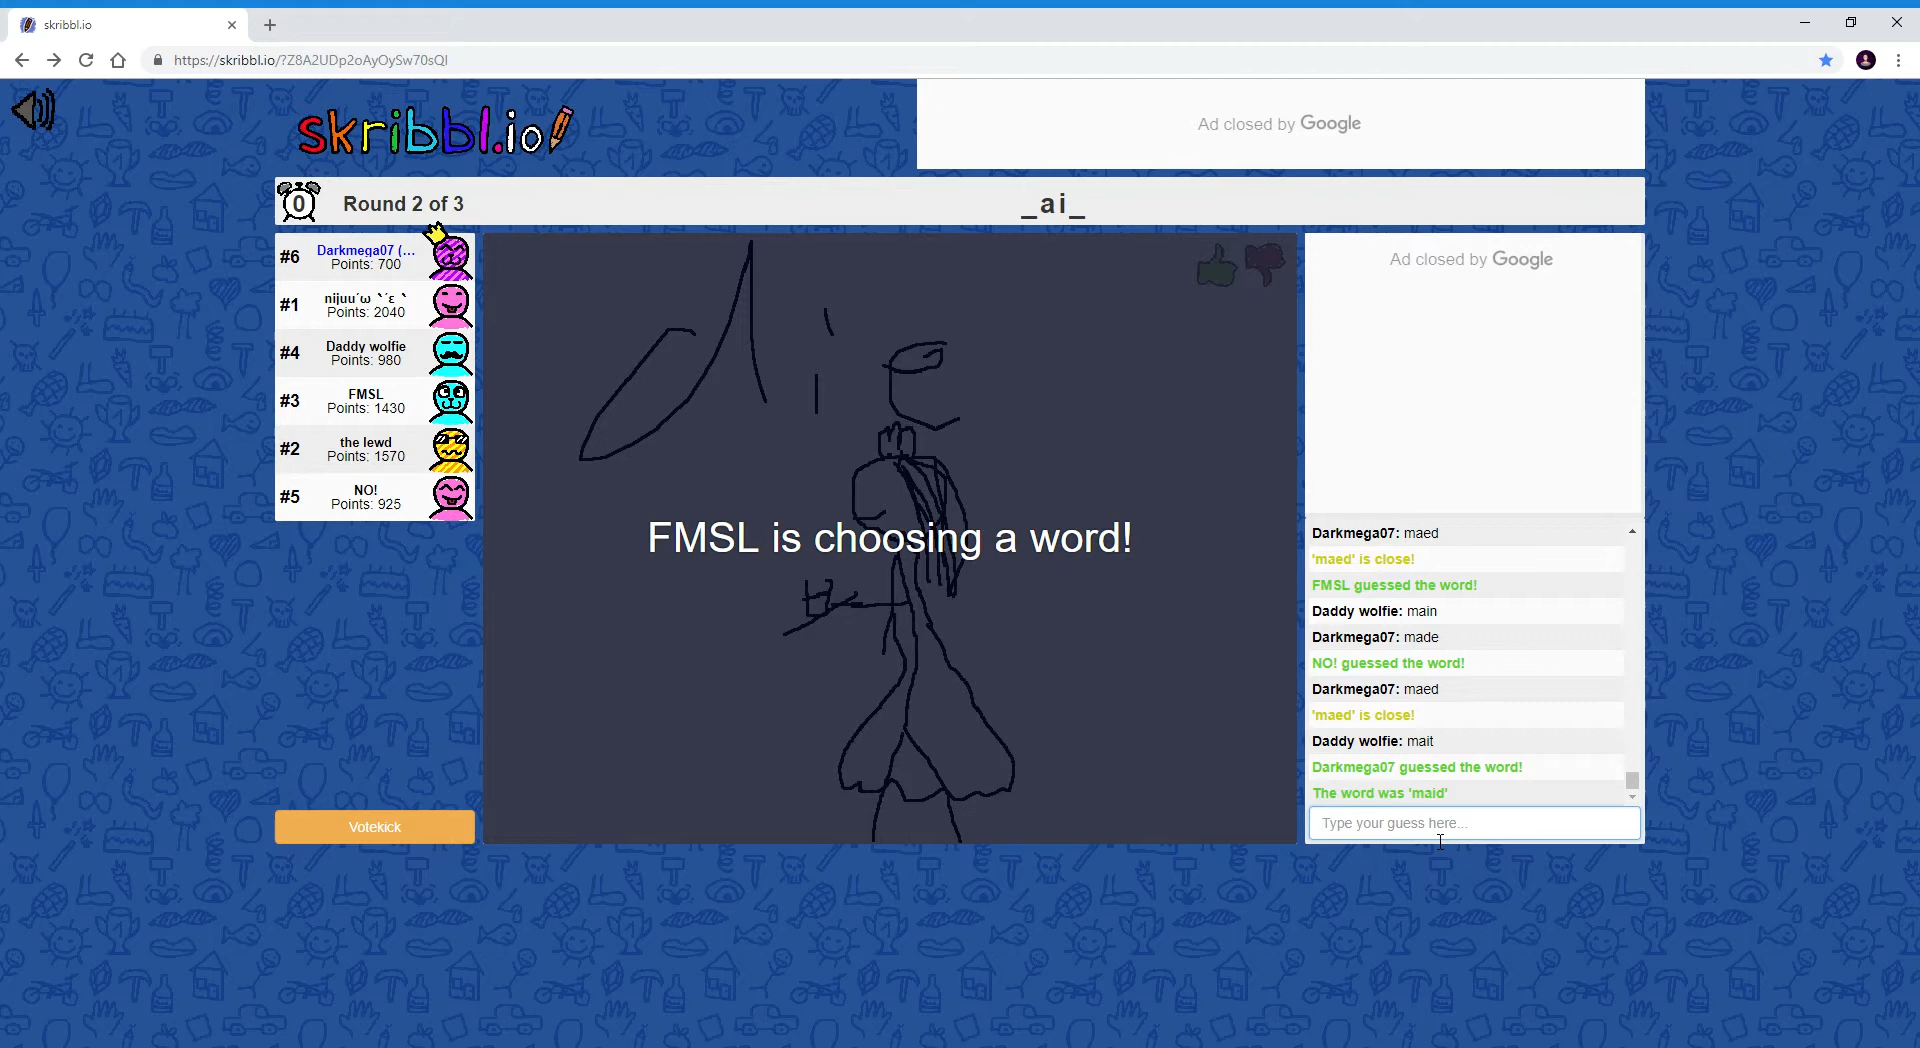 skribbl.io
https://skribbl.io/?Z8A2UDp2oAyOySw70sQI
skribbl.io
Ad closed by Google
0
Round 2 of 3
_ai_
#6
Darkmega07 (...
Points: 700
#1
nijuu´ω `´ε `
Points: 2040
#4
Daddy wolfie
Points: 980
#3
FMSL
Points: 1430
#2
the lewd
Points: 1570
#5
NO!
Points: 925
Votekick
FMSL is choosing a word!
Ad closed by Google
Darkmega07: maed
'maed' is close!
FMSL guessed the word!
Daddy wolfie: main
Darkmega07: made
NO! guessed the word!
Darkmega07: maed
'maed' is close!
Daddy wolfie: mait
Darkmega07 guessed the word!
The word was 'maid'
Type your guess here...